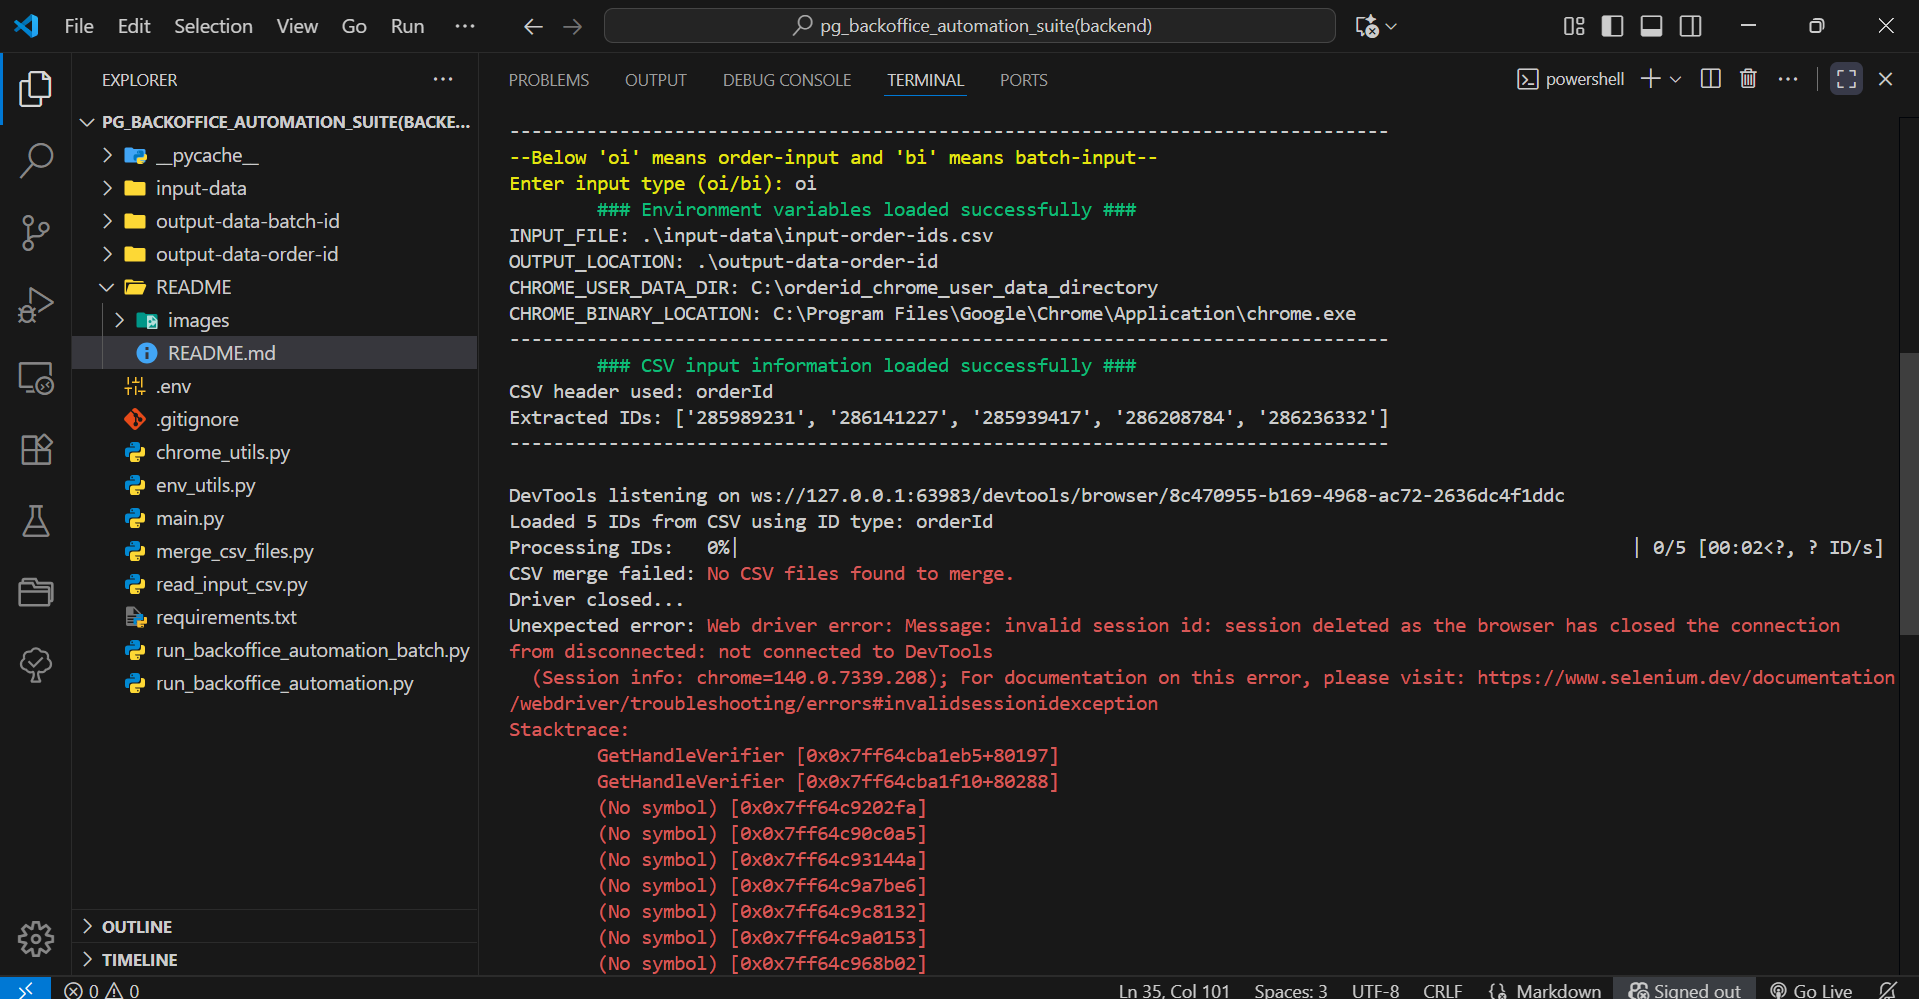 File Edit Selection View Go Run ··· pg_backoffice_automation_suite(backend)
EXPLORER ···
PG_BACKOFFICE_AUTOMATION_SUITE(BACKE...
__pycache__
input-data
output-data-batch-id
output-data-order-id
README
images
README.md
.env
.gitignore
chrome_utils.py
env_utils.py
main.py
merge_csv_files.py
read_input_csv.py
requirements.txt
run_backoffice_automation_batch.py
run_backoffice_automation.py
OUTLINE
TIMELINE
PROBLEMS OUTPUT DEBUG CONSOLE TERMINAL PORTS powershell
--------------------------------------------------------------------------------
--Below 'oi' means order-input and 'bi' means batch-input--
Enter input type (oi/bi): oi
### Environment variables loaded successfully ###
INPUT_FILE: .\input-data\input-order-ids.csv
OUTPUT_LOCATION: .\output-data-order-id
CHROME_USER_DATA_DIR: C:\orderid_chrome_user_data_directory
CHROME_BINARY_LOCATION: C:\Program Files\Google\Chrome\Application\chrome.exe
--------------------------------------------------------------------------------
### CSV input information loaded successfully ###
CSV header used: orderId
Extracted IDs: ['285989231', '286141227', '285939417', '286208784', '286236332']
--------------------------------------------------------------------------------
DevTools listening on ws://127.0.0.1:63983/devtools/browser/8c470955-b169-4968-ac72-2636dc4f1ddc
Loaded 5 IDs from CSV using ID type: orderId
Processing IDs: 0%| | 0/5 [00:02<?, ? ID/s]
CSV merge failed: No CSV files found to merge.
Driver closed...
Unexpected error: Web driver error: Message: invalid session id: session deleted as the browser has closed the connection
from disconnected: not connected to DevTools
(Session info: chrome=140.0.7339.208); For documentation on this error, please visit: https://www.selenium.dev/documentation
/webdriver/troubleshooting/errors#invalidsessionidexception
Stacktrace:
GetHandleVerifier [0x0x7ff64cba1eb5+80197]
GetHandleVerifier [0x0x7ff64cba1f10+80288]
(No symbol) [0x0x7ff64c9202fa]
(No symbol) [0x0x7ff64c90c0a5]
(No symbol) [0x0x7ff64c93144a]
(No symbol) [0x0x7ff64c9a7be6]
(No symbol) [0x0x7ff64c9c8132]
(No symbol) [0x0x7ff64c9a0153]
(No symbol) [0x0x7ff64c968b02]
0 0 Ln 35, Col 101 Spaces: 3 UTF-8 CRLF {} Markdown Signed out Go Live